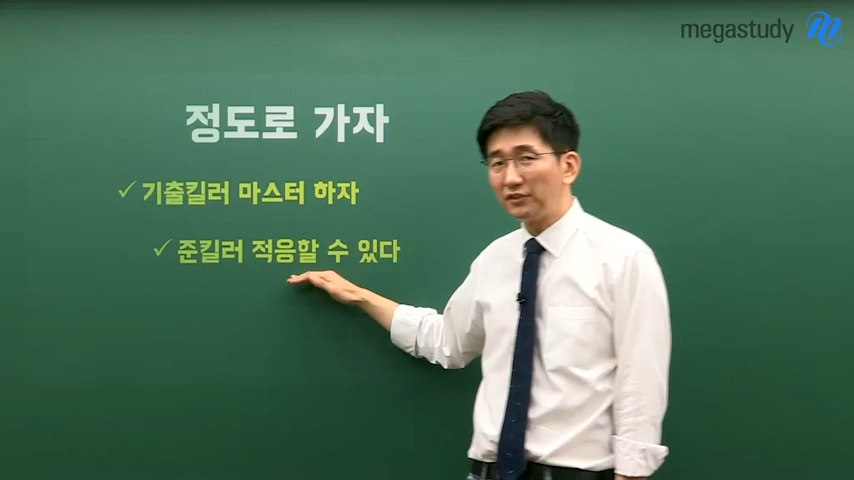 megastudy
정도로 가자
✓ 기출킬러 마스터 하자
✓ 준킬러 적응할 수 있다